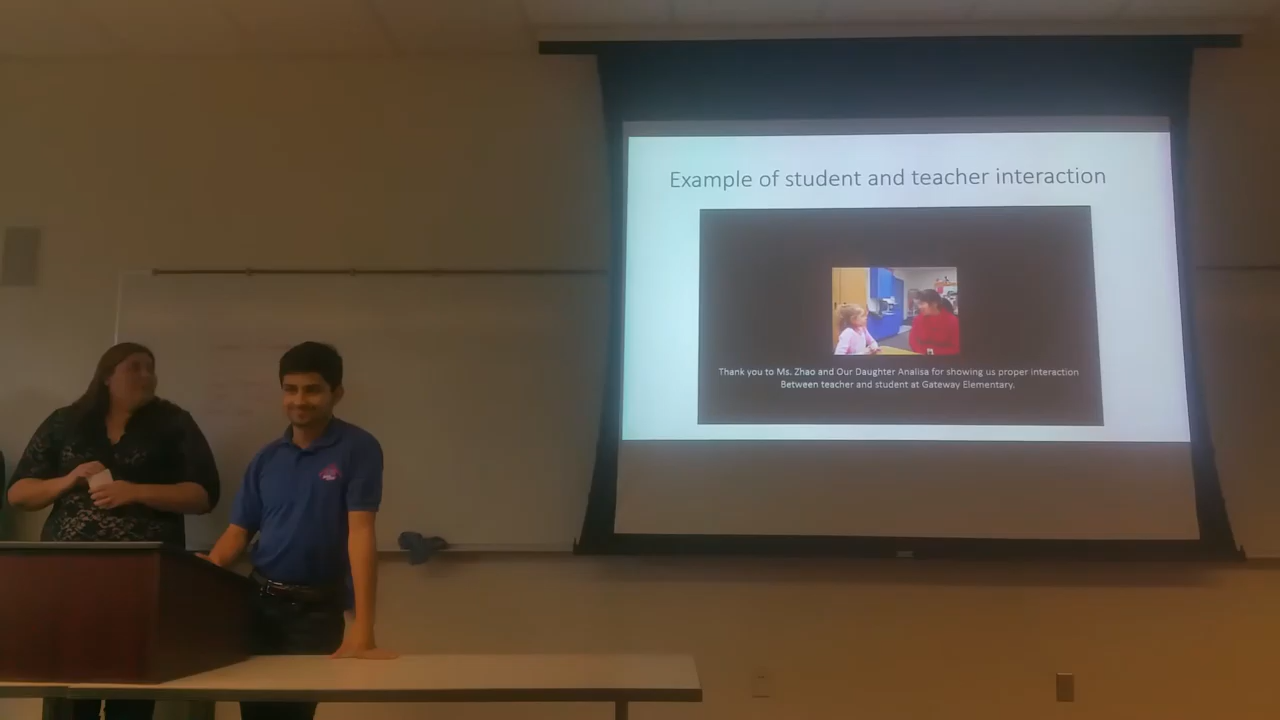 Example of student and teacher interaction
Thank you to Ms. Zhao and Our Daughter Analisa for showing us proper interaction
Between teacher and student at Gateway Elementary.